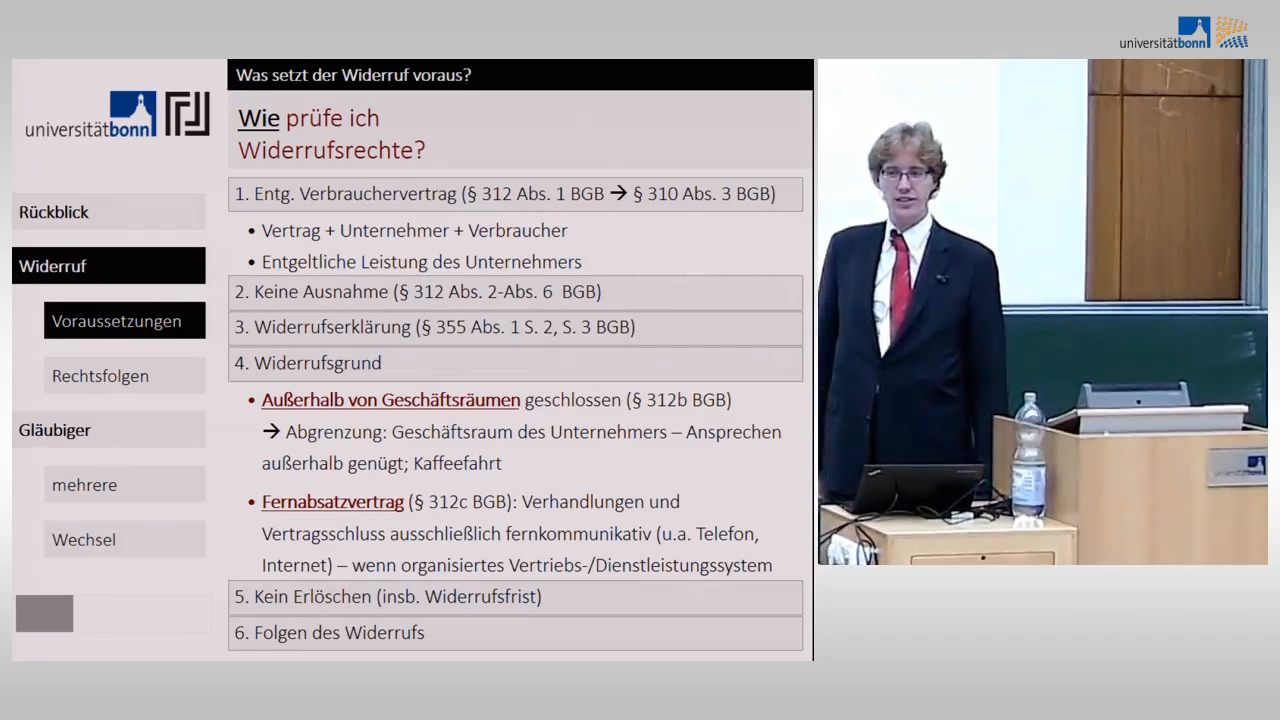 universitätbonn
Was setzt der Widerruf voraus?
universitätbonn
Wie prüfe ich
Widerrufsrechte?
1. Entg. Verbrauchervertrag (§ 312 Abs. 1 BGB → § 310 Abs. 3 BGB)
Rückblick
• Vertrag + Unternehmer + Verbraucher
Widerruf
• Entgeltliche Leistung des Unternehmers
2. Keine Ausnahme (§ 312 Abs. 2-Abs. 6 BGB)
Voraussetzungen
3. Widerrufserklärung (§ 355 Abs. 1 S. 2, S. 3 BGB)
4. Widerrufsgrund
Rechtsfolgen
• Außerhalb von Geschäftsräumen geschlossen (§ 312b BGB)
Gläubiger
→ Abgrenzung: Geschäftsraum des Unternehmers – Ansprechen
außerhalb genügt; Kaffeefahrt
mehrere
• Fernabsatzvertrag (§ 312c BGB): Verhandlungen und
Vertragsschluss ausschließlich fernkommunikativ (u.a. Telefon,
Wechsel
Internet) – wenn organisiertes Vertriebs-/Dienstleistungssystem
5. Kein Erlöschen (insb. Widerrufsfrist)
6. Folgen des Widerrufs